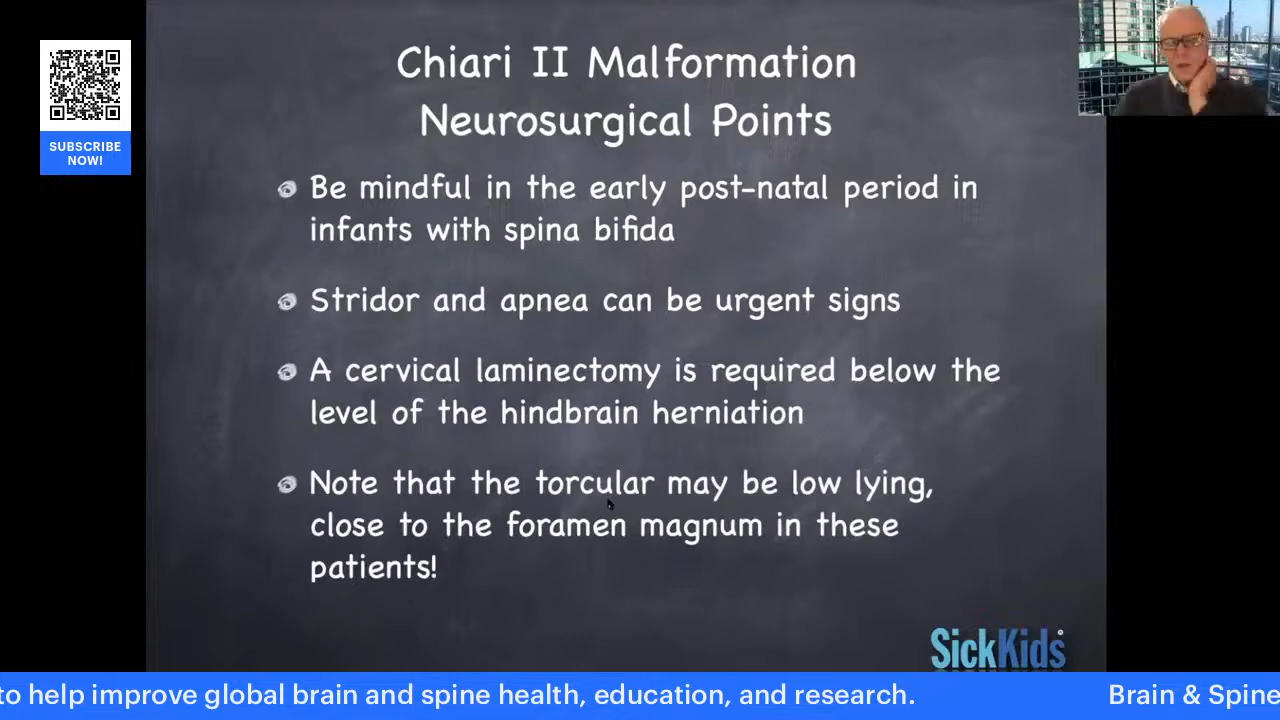 SUBSCRIBE
NOW!
Chiari II Malformation
Neurosurgical Points
Be mindful in the early post-natal period in
infants with spina bifida
Stridor and apnea can be urgent signs
A cervical laminectomy is required below the
level of the hindbrain herniation
Note that the torcular may be low lying,
close to the foramen magnum in these
patients!
SickKids
to help improve global brain and spine health, education, and research. Brain & Spine